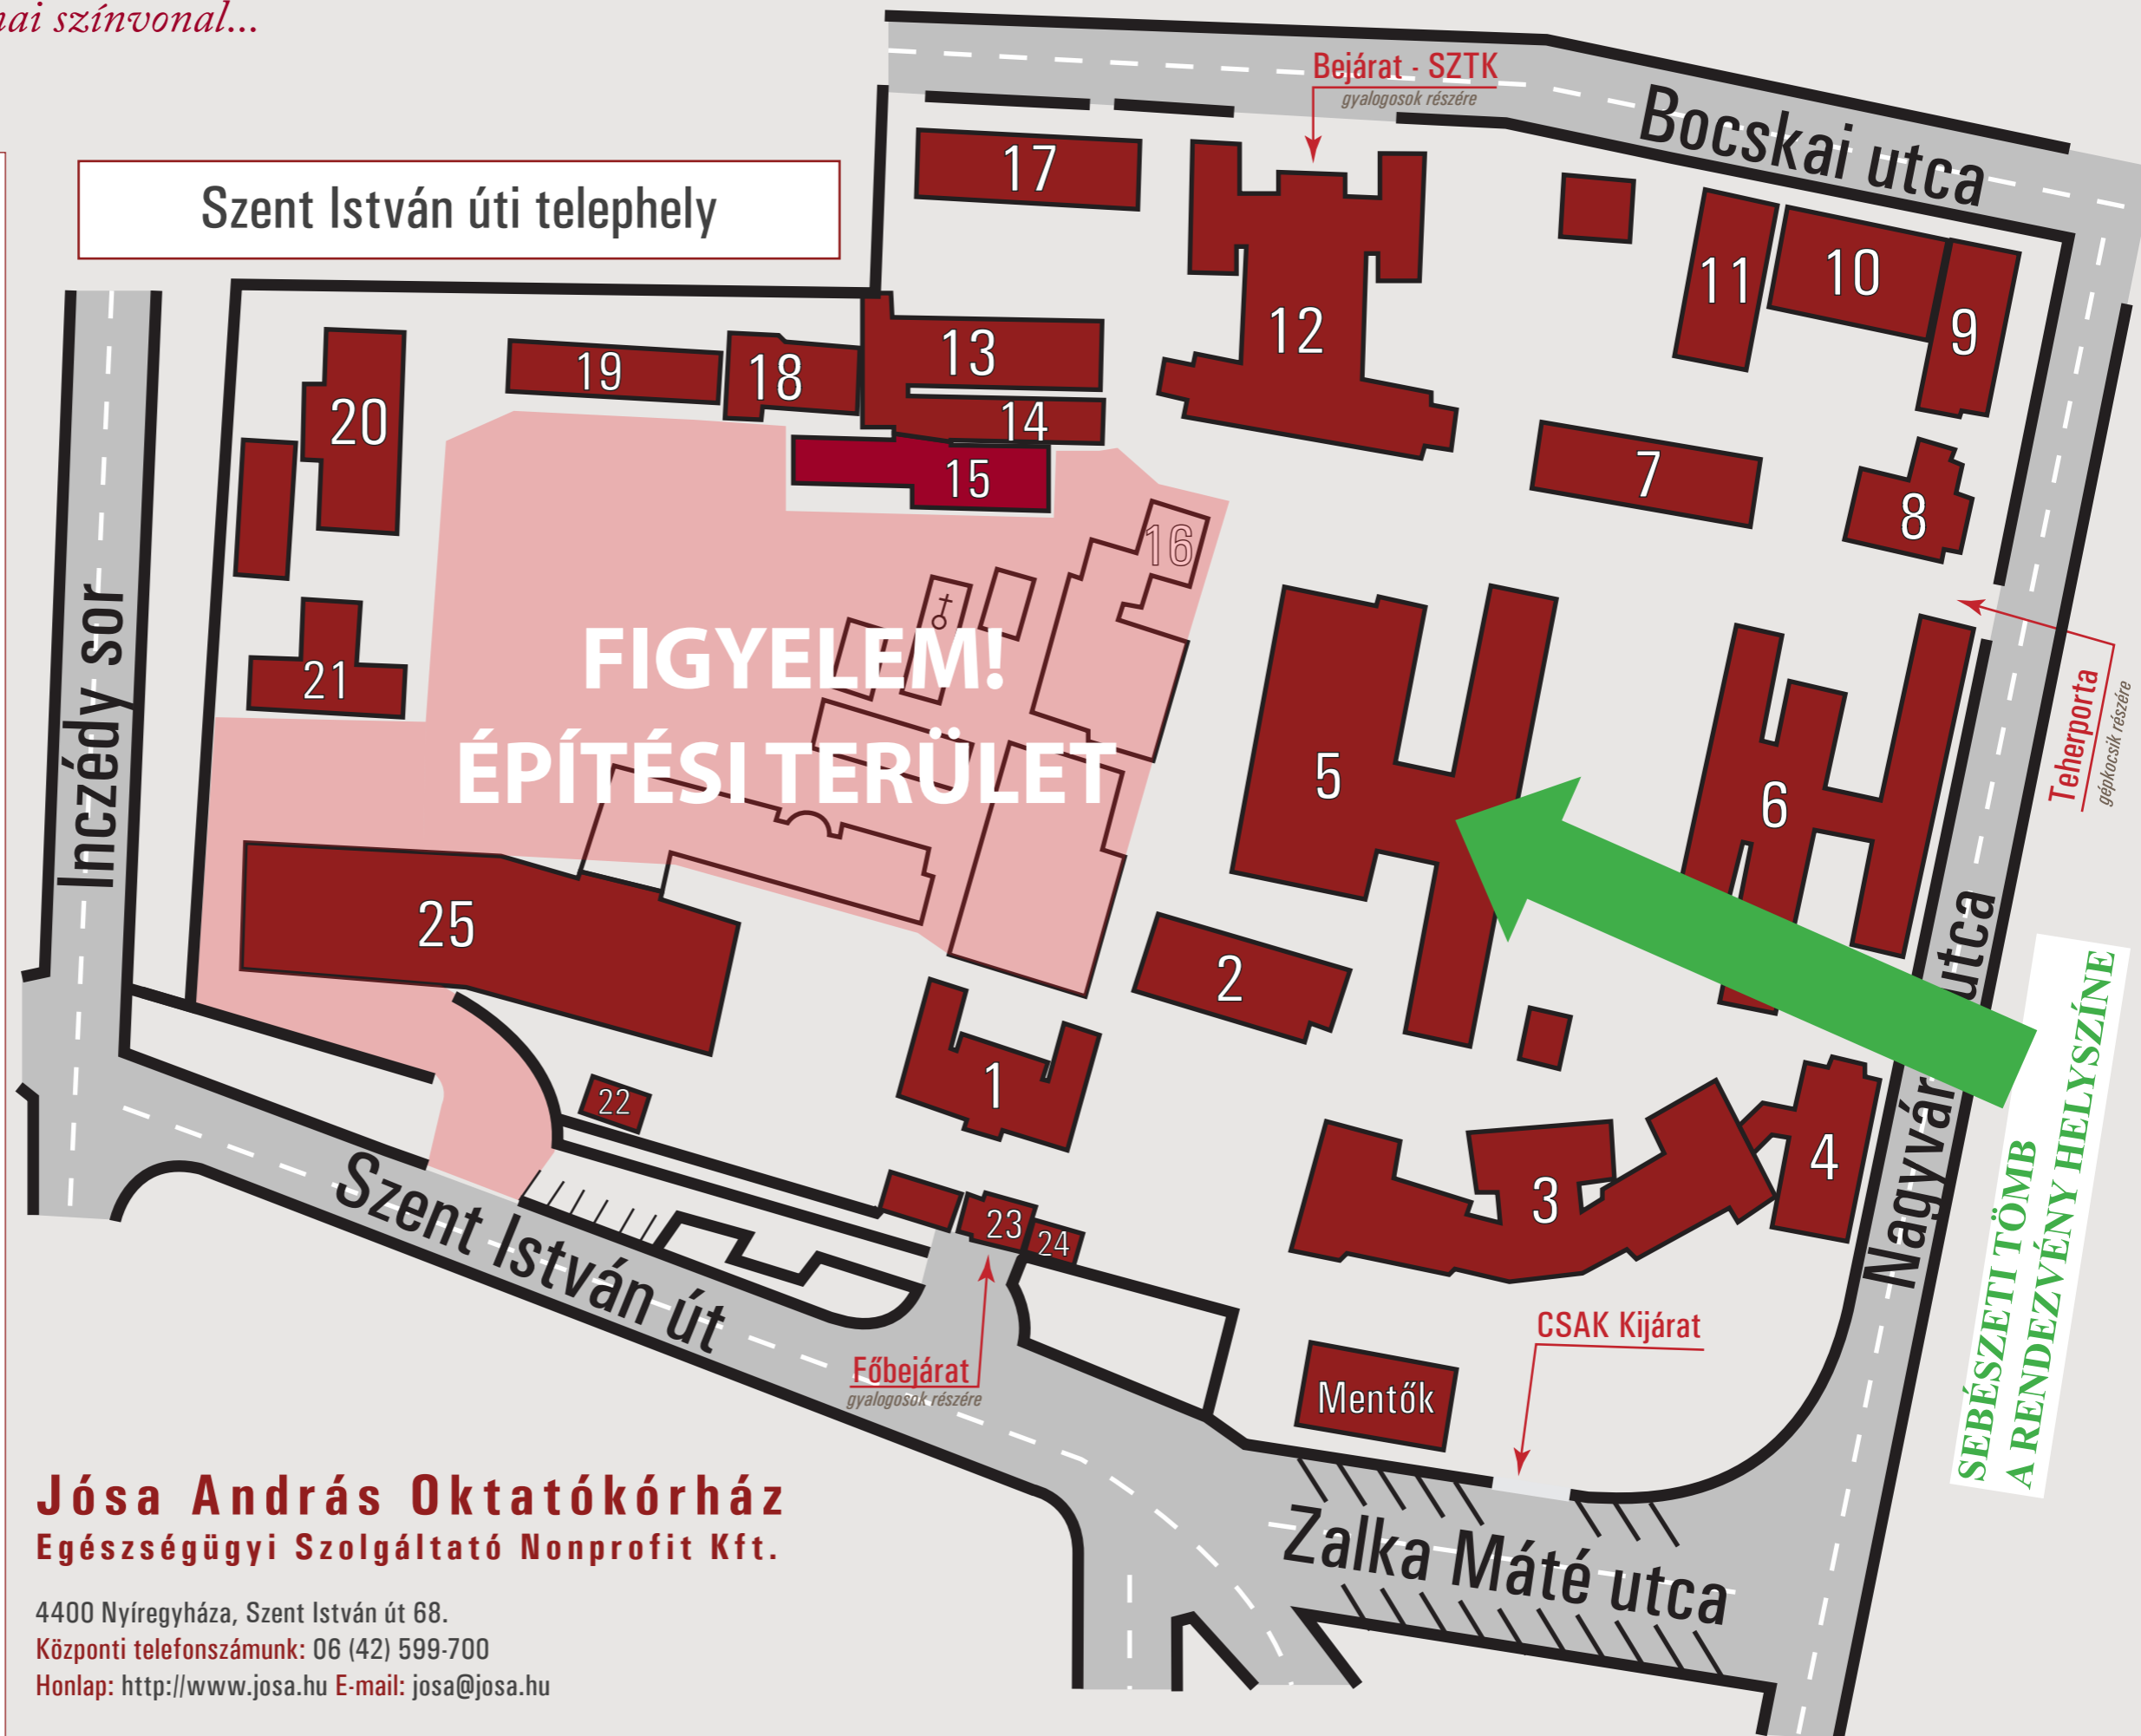 nai színvonal...
Szent István úti telephely
Bejárat - SZTK
gyalogosok részére
Bocskai utca
17
12
11
10
9
13
14
15
16
18
19
20
21
7
8
FIGYELEM!
ÉPÍTÉSI TERÜLET
5
6
Teherporta
gépkocsik részére
Inczédy sor
25
2
1
22
3
4
23
24
Nagyvár utca
SEBÉSZETI TÖMB
A RENDEZVÉNY HELYSZÍNE
Szent István út
Főbejárat
gyalogosok részére
CSAK Kijárat
Mentők
Zalka Máté utca
Jósa András Oktatókórház
Egészségügyi Szolgáltató Nonprofit Kft.
4400 Nyíregyháza, Szent István út 68.
Központi telefonszámunk: 06 (42) 599-700
Honlap: http://www.josa.hu E-mail: josa@josa.hu